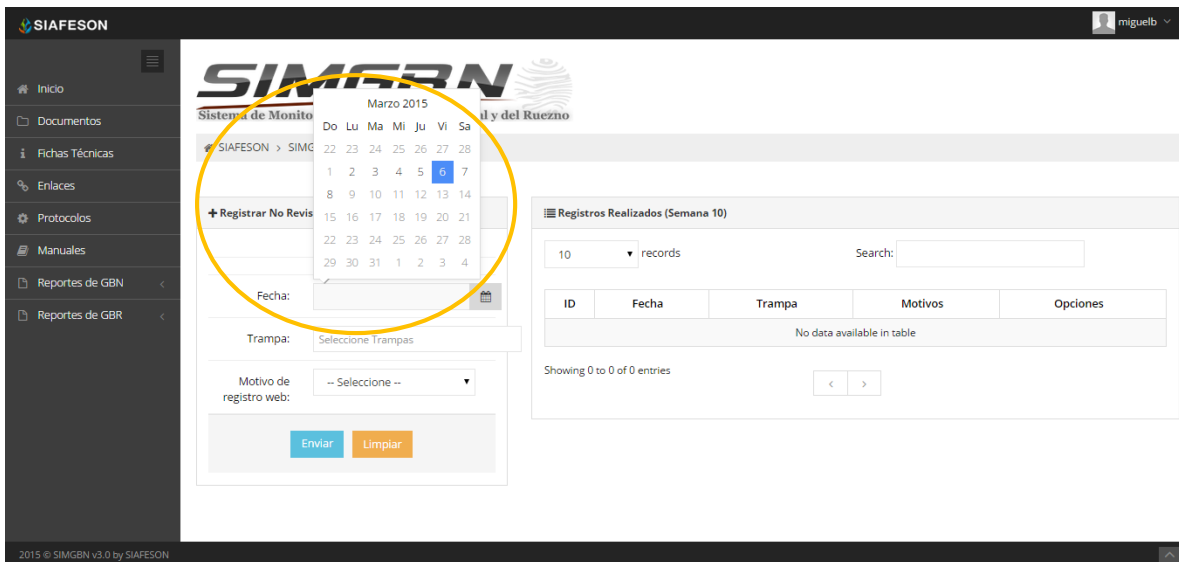 SIAFESON
miguelb
Inicio
Documentos
Fichas Técnicas
Enlaces
Protocolos
Manuales
Reportes de GBN
Reportes de GBR
SIMGBN
Sistema de Monito
al y del Ruezno
SIAFESON > SIMG
Marzo 2015
Do Lu Ma Mi Ju Vi Sa
22 23 24 25 26 27 28
1 2 3 4 5 6 7
8 9 10 11 12 13 14
15 16 17 18 19 20 21
22 23 24 25 26 27 28
29 30 31 1 2 3 4
Registrar No Revis
Fecha:
Trampa: Seleccione Trampas
Motivo de
registro web: -- Seleccione --
Enviar Limpiar
Registros Realizados (Semana 10)
10 records Search:
ID Fecha Trampa Motivos Opciones
No data available in table
Showing 0 to 0 of 0 entries
2015 © SIMGBN v3.0 by SIAFESON